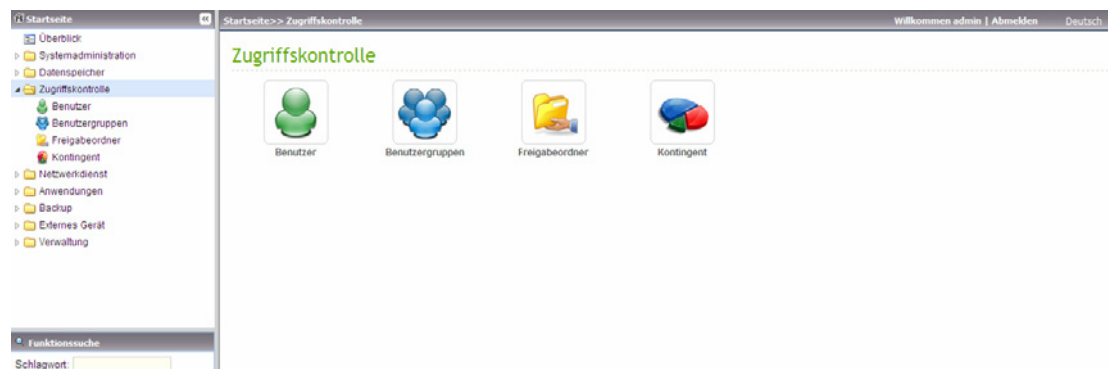 Startseite
Überblick
Systemadministration
Datenspeicher
Zugriffskontrolle
Benutzer
Benutzergruppen
Freigabeordner
Kontingent
Netzwerkdienst
Anwendungen
Backup
Externes Gerät
Verwaltung
Funktionssuche
Schlagwort:
Startseite>> Zugriffskontrolle
Willkommen admin | Abmelden Deutsch
Zugriffskontrolle
Benutzer Benutzergruppen Freigabeordner Kontingent